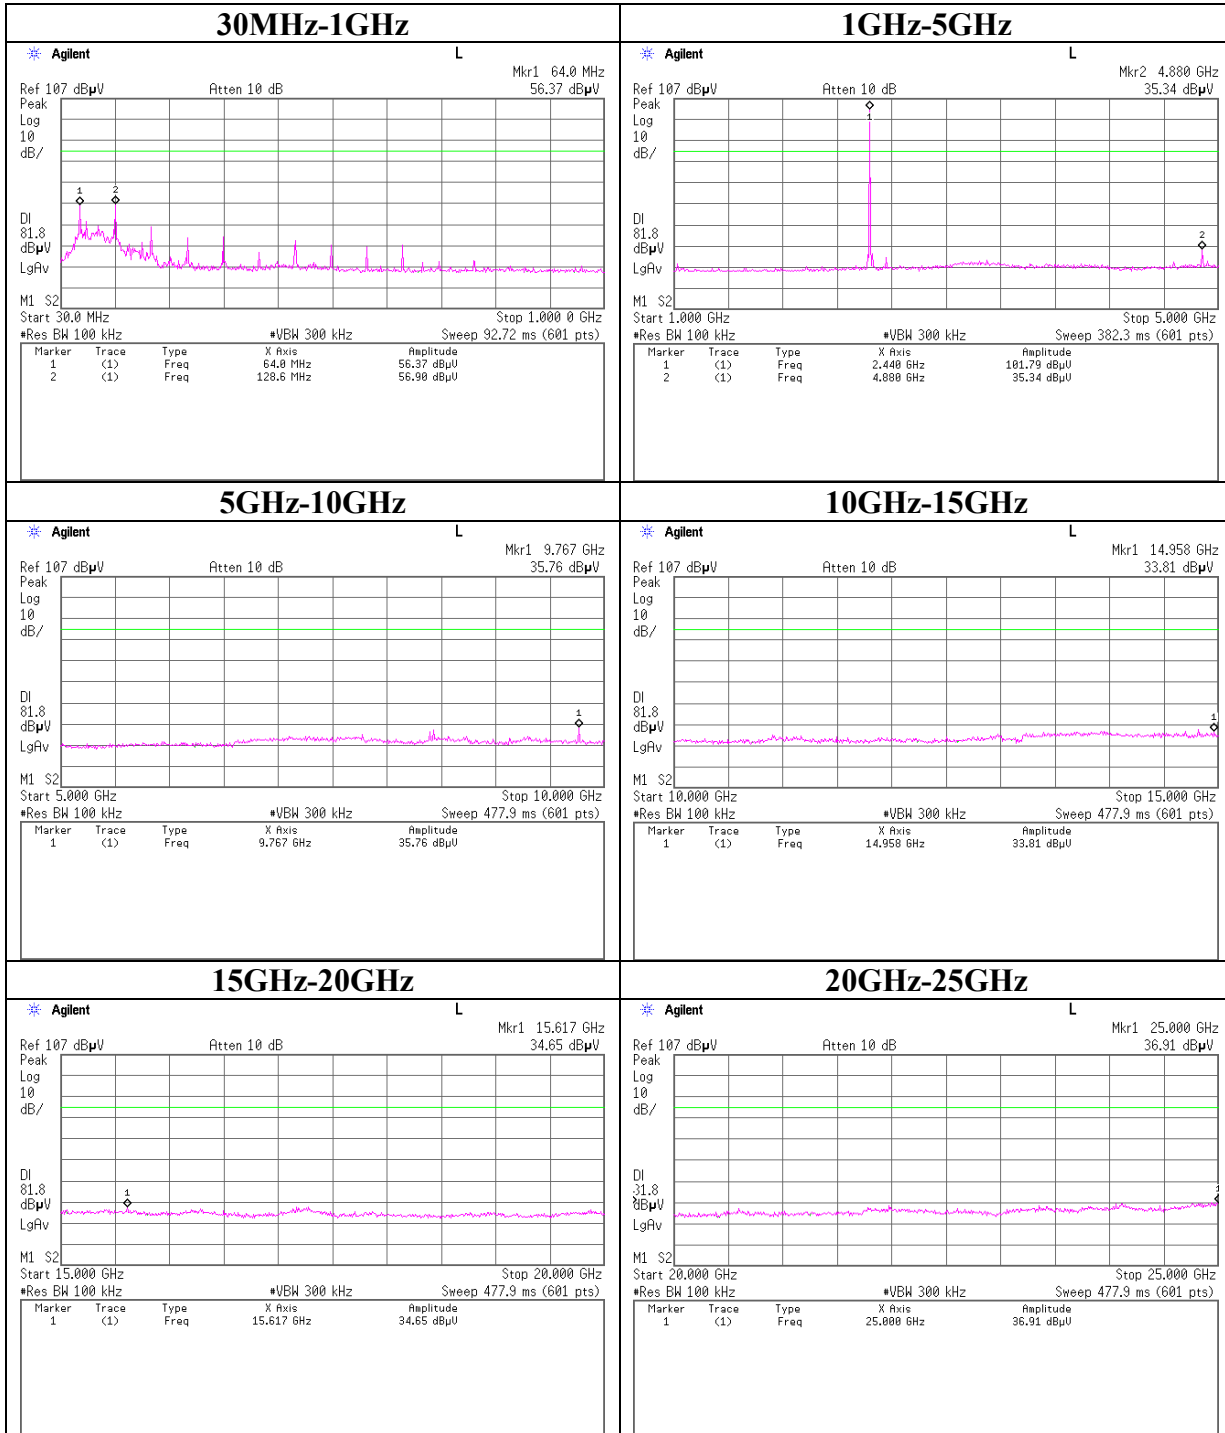 30MHz-1GHz
Agilent
L
Mkr1 64.0 MHz
Ref 107 dBµV Atten 10 dB 56.37 dBµV
Peak
Log
10
dB/
1 2
DI
81.8
dBµV
LgAv
M1 S2
Start 30.0 MHz Stop 1.000 0 GHz
#Res BW 100 kHz #VBW 300 kHz Sweep 92.72 ms (601 pts)
Marker Trace Type X Axis Amplitude
1 (1) Freq 64.0 MHz 56.37 dBµV
2 (1) Freq 128.6 MHz 56.90 dBµV
1GHz-5GHz
Agilent
L
Mkr2 4.880 GHz
Ref 107 dBµV Atten 10 dB 35.34 dBµV
Peak
Log
10
dB/
1
2
DI
81.8
dBµV
LgAv
M1 S2
Start 1.000 GHz Stop 5.000 GHz
#Res BW 100 kHz #VBW 300 kHz Sweep 382.3 ms (601 pts)
Marker Trace Type X Axis Amplitude
1 (1) Freq 2.440 GHz 101.79 dBµV
2 (1) Freq 4.880 GHz 35.34 dBµV
5GHz-10GHz
Agilent
L
Mkr1 9.767 GHz
Ref 107 dBµV Atten 10 dB 35.76 dBµV
Peak
Log
10
dB/
1
DI
81.8
dBµV
LgAv
M1 S2
Start 5.000 GHz Stop 10.000 GHz
#Res BW 100 kHz #VBW 300 kHz Sweep 477.9 ms (601 pts)
Marker Trace Type X Axis Amplitude
1 (1) Freq 9.767 GHz 35.76 dBµV
10GHz-15GHz
Agilent
L
Mkr1 14.958 GHz
Ref 107 dBµV Atten 10 dB 33.81 dBµV
Peak
Log
10
dB/
1
DI
81.8
dBµV
LgAv
M1 S2
Start 10.000 GHz Stop 15.000 GHz
#Res BW 100 kHz #VBW 300 kHz Sweep 477.9 ms (601 pts)
Marker Trace Type X Axis Amplitude
1 (1) Freq 14.958 GHz 33.81 dBµV
15GHz-20GHz
Agilent
L
Mkr1 15.617 GHz
Ref 107 dBµV Atten 10 dB 34.65 dBµV
Peak
Log
10
dB/
1
DI
81.8
dBµV
LgAv
M1 S2
Start 15.000 GHz Stop 20.000 GHz
#Res BW 100 kHz #VBW 300 kHz Sweep 477.9 ms (601 pts)
Marker Trace Type X Axis Amplitude
1 (1) Freq 15.617 GHz 34.65 dBµV
20GHz-25GHz
Agilent
L
Mkr1 25.000 GHz
Ref 107 dBµV Atten 10 dB 36.91 dBµV
Peak
Log
10
dB/
1
DI
81.8
dBµV
LgAv
M1 S2
Start 20.000 GHz Stop 25.000 GHz
#Res BW 100 kHz #VBW 300 kHz Sweep 477.9 ms (601 pts)
Marker Trace Type X Axis Amplitude
1 (1) Freq 25.000 GHz 36.91 dBµV